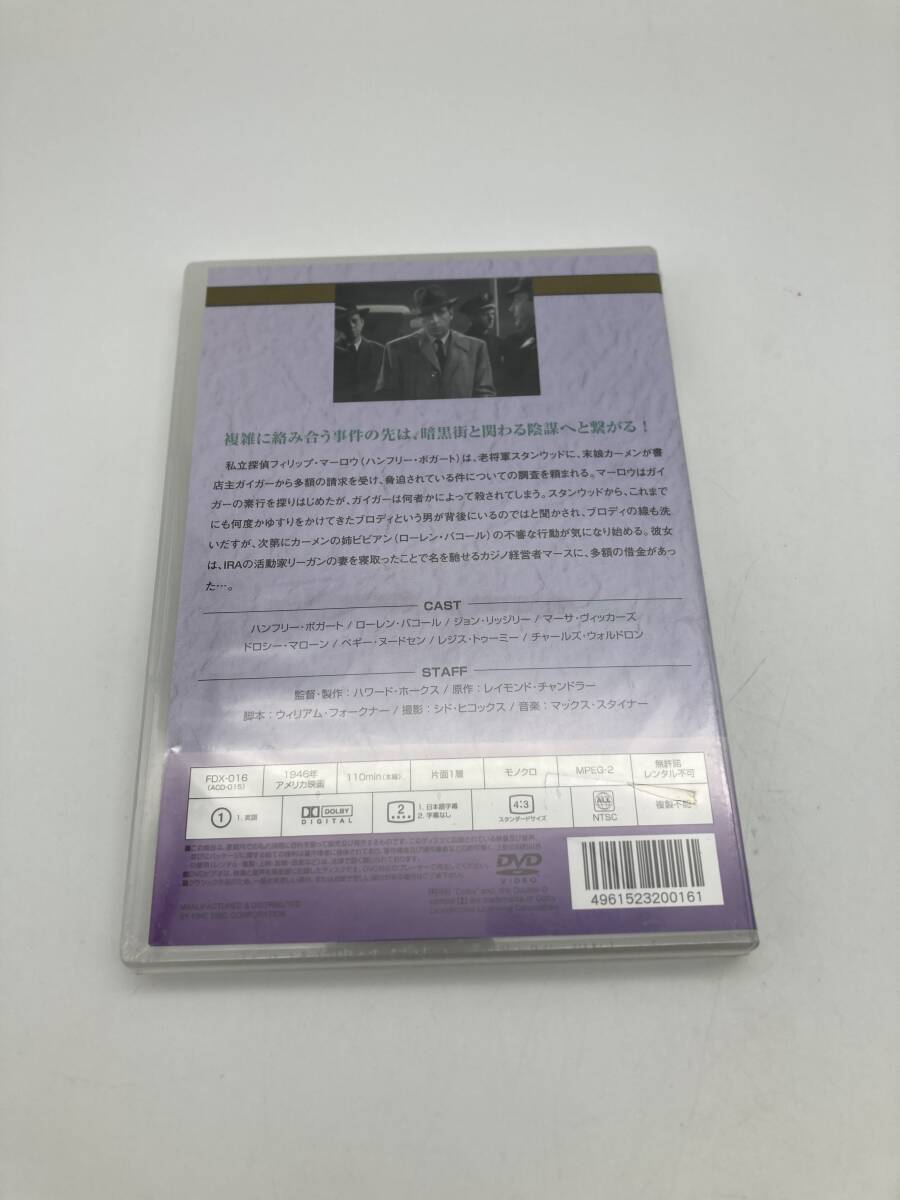 複雑に絡み合う事件の先は、暗黒街と関わる陰謀へと繋がる！
私立探偵フィリップ・マーロウ（ハンフリー・ボガート）は、老将軍スタンウッドに、末娘カーメンが書
店主ガイガーから多額の請求を受け、脅迫されている件についての調査を頼まれる。マーロウはガイ
ガーの素行を探りはじめたが、ガイガーは何者かによって殺されてしまう。スタンウッドから、これまで
にも何度かゆすりをかけてきたブロディという男が背後にいるのではと聞かされ、ブロディの線も洗
いだすが、次第にカーメンの姉ビビアン（ローレン・バコール）の不審な行動が気になり始める。彼女
は、IRAの活動家リーガンの妻を寝取ったことで名を馳せるカジノ経営者マースに、多額の借金があっ
た…。
CAST
ハンフリー・ボガート / ローレン・バコール / ジョン・リッジリー / マーサ・ヴィッカーズ
ドロシー・マローン / ペギー・ヌードセン / レジス・トゥーミー / チャールズ・ウォルドロン
STAFF
監督・製作：ハワード・ホークス / 原作：レイモンド・チャンドラー
脚本：ウィリアム・フォークナー / 撮影：シド・ヒコックス / 音楽：マックス・スタイナー
FDX-016 1946年 110min（本編） 片面1層 モノクロ MPEG-2 無許諾
(ACD-015) アメリカ映画 レンタル不可
1 1. 英語 DOLBY DIGITAL 2 1. 日本語字幕 2. 字幕なし 4:3 スタンダードサイズ ALL NTSC 複製不能
DVD VIDEO
MANUFACTURED & DISTRIBUTED
4961523200161